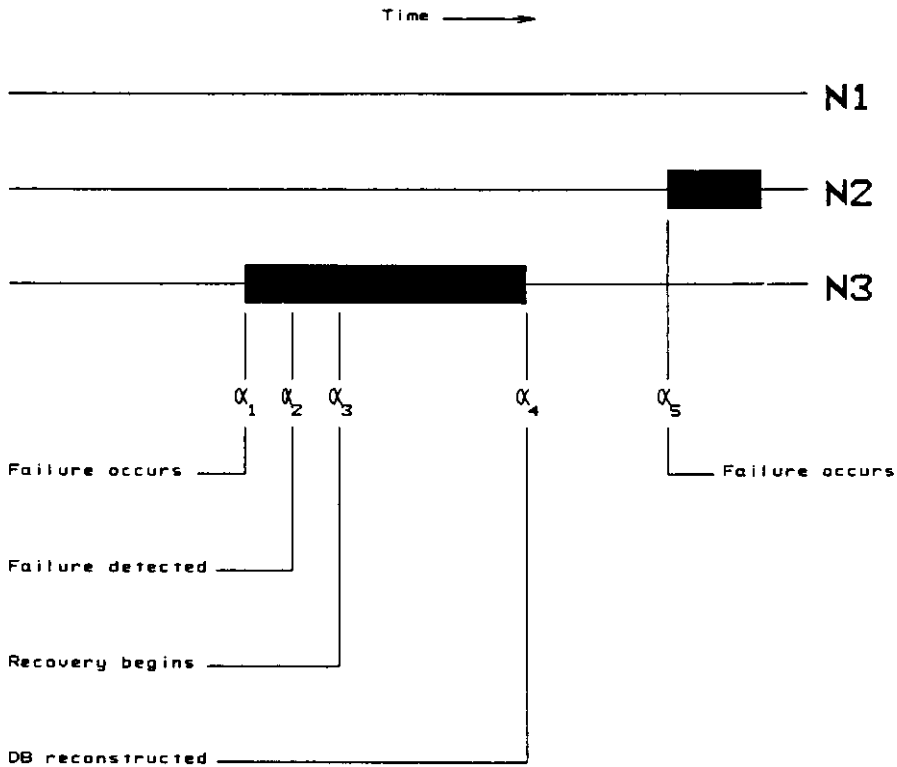 Time
N1
N2
N3
α1 α2 α3 α4 α5
Failure occurs Failure occurs
Failure detected
Recovery begins
DB reconstructed